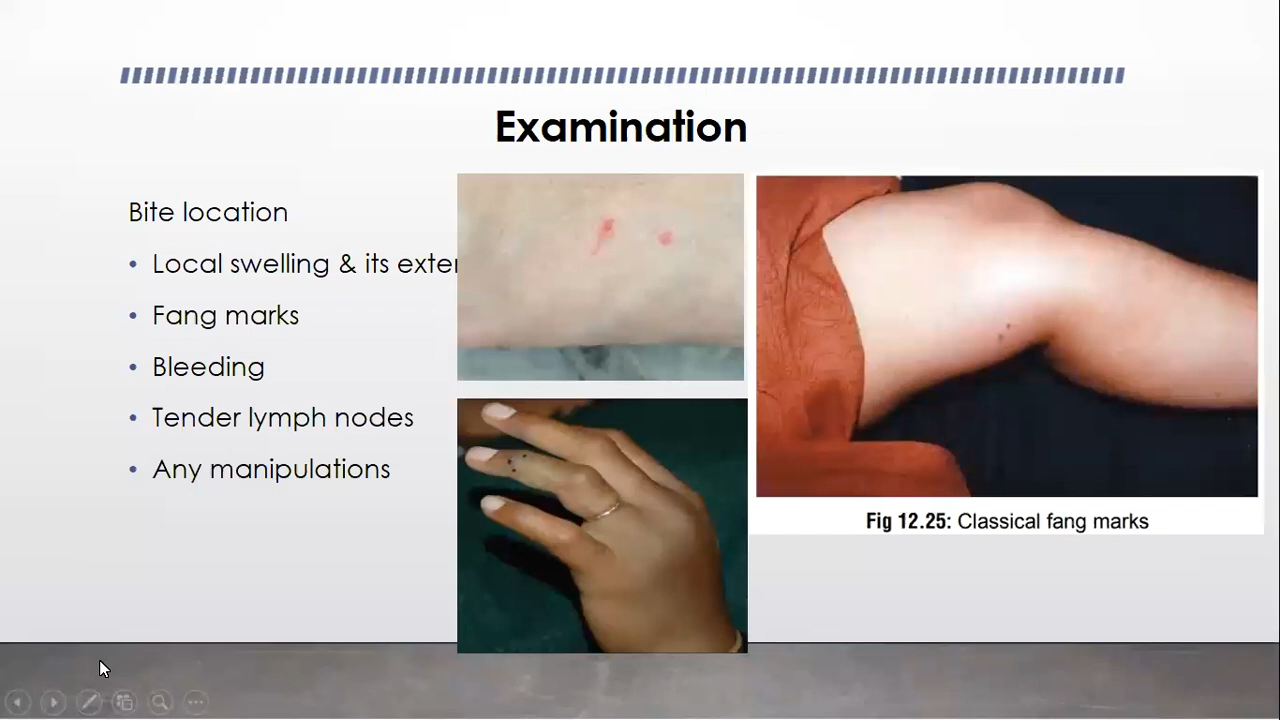 Examination
Bite location
• Local swelling & its exter
• Fang marks
• Bleeding
• Tender lymph nodes
• Any manipulations
Fig 12.25: Classical fang marks